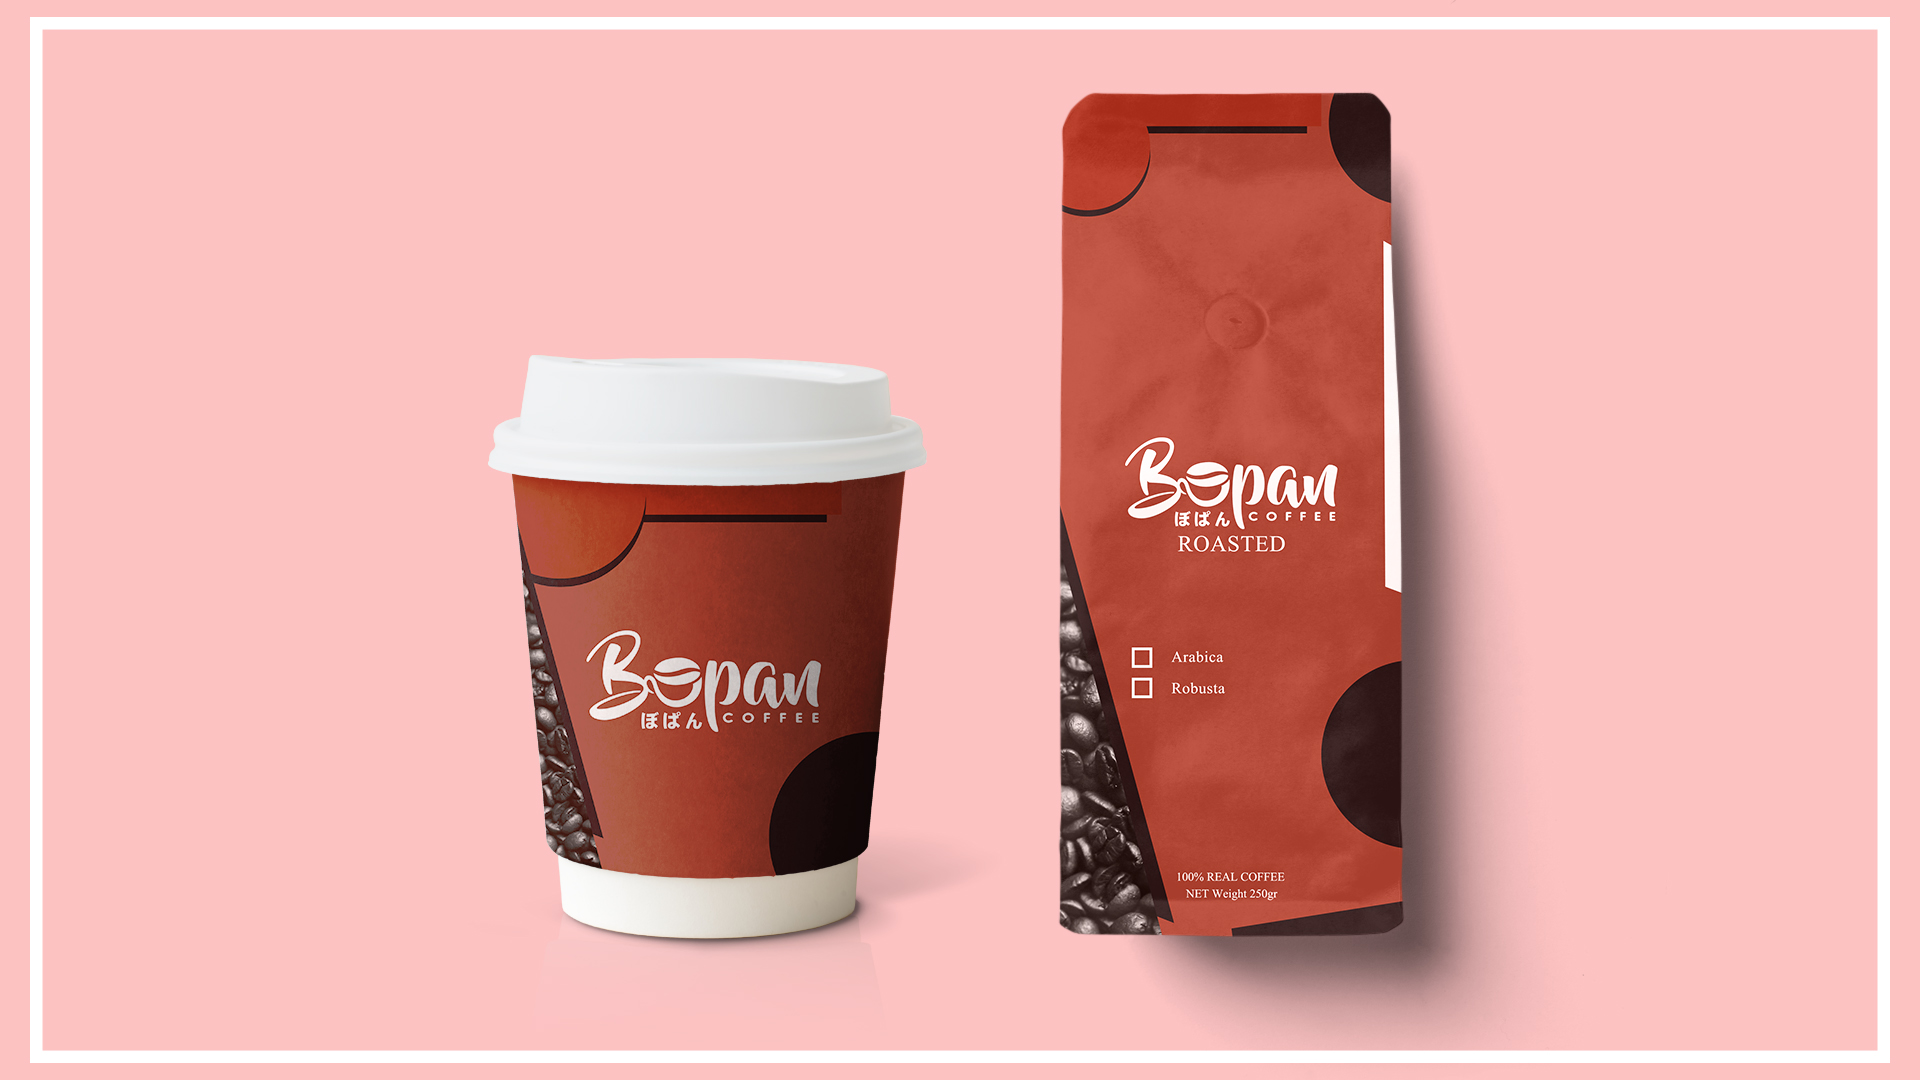 Bopan
ぼぱん COFFEE
Bopan
ぼぱん COFFEE
ROASTED
Arabica
Robusta
100% REAL COFFEE
NET Weight 250gr